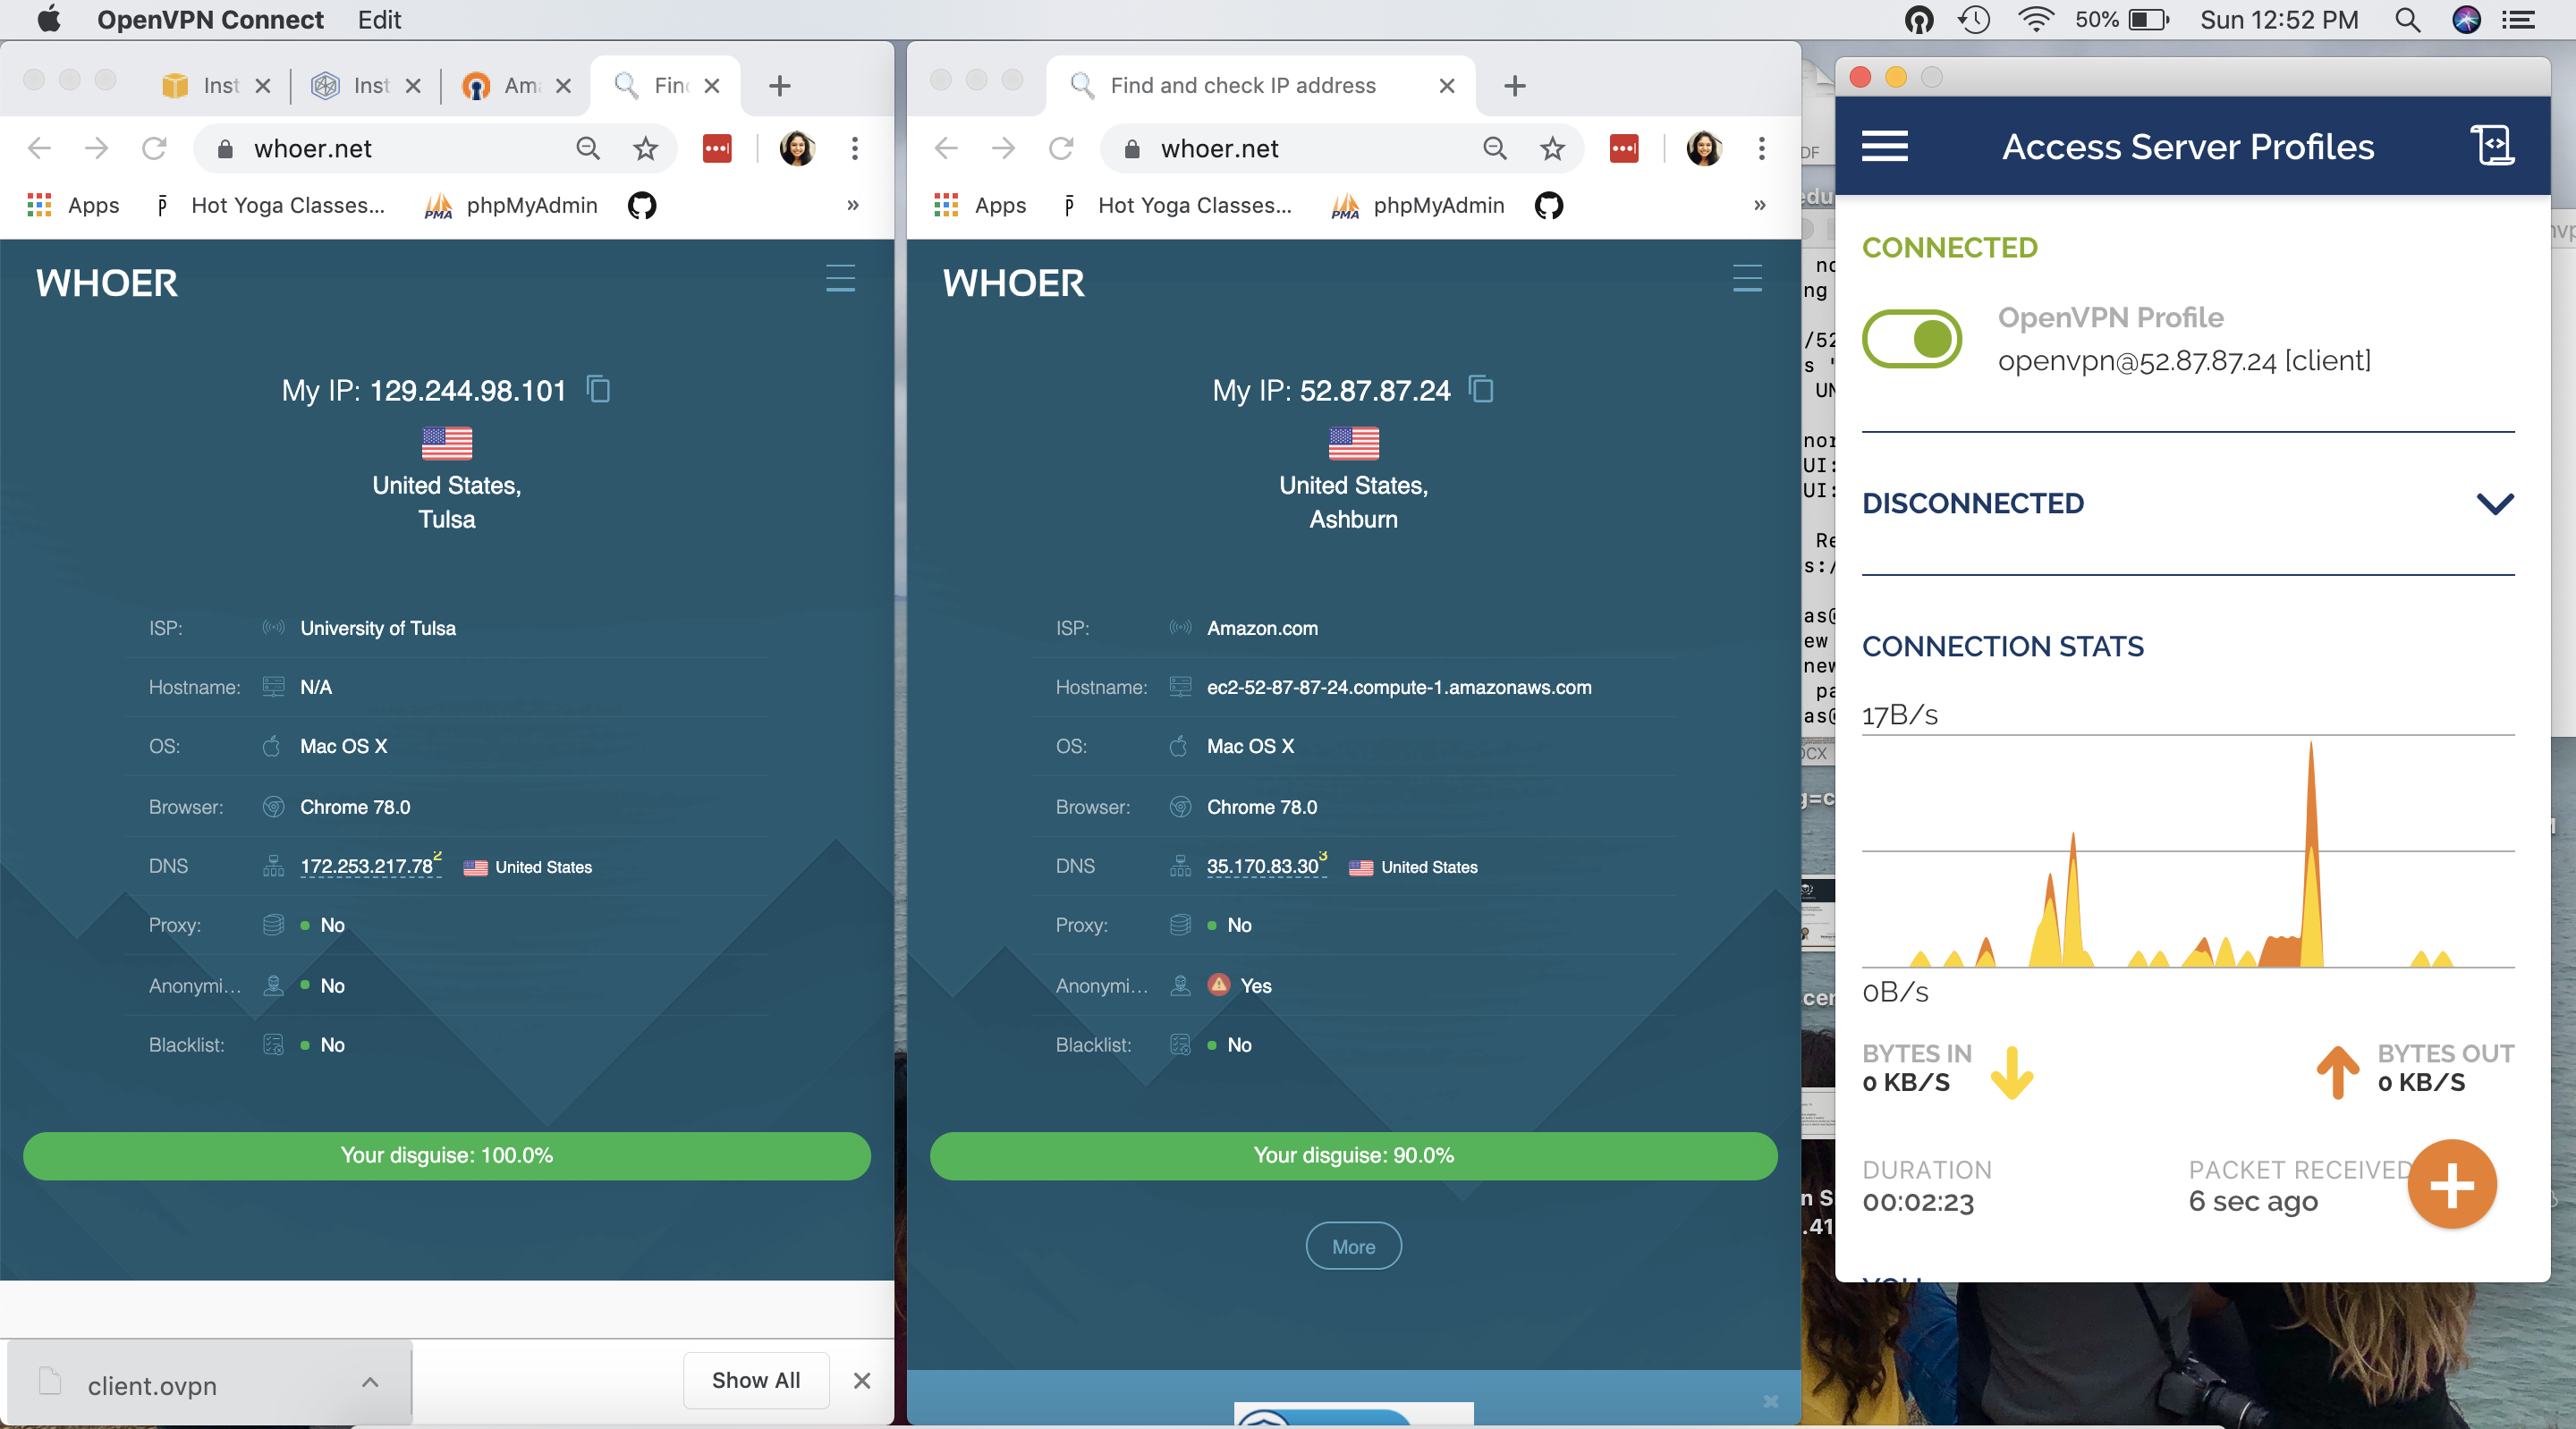 OpenVPN Connect Edit
50% Sun 12:52 PM
Inst
Inst
Am
Fin
whoer.net
Apps
Hot Yoga Classes...
PMA phpMyAdmin
»
WHOER
My IP: 129.244.98.101
United States,
Tulsa
ISP: University of Tulsa
Hostname: N/A
OS: Mac OS X
Browser: Chrome 78.0
DNS 172.253.217.78 2 United States
Proxy: No
Anonymi... No
Blacklist: No
Your disguise: 100.0%
client.ovpn
Show All
Find and check IP address
whoer.net
Apps
Hot Yoga Classes...
PMA phpMyAdmin
»
WHOER
My IP: 52.87.87.24
United States,
Ashburn
ISP: Amazon.com
Hostname: ec2-52-87-87-24.compute-1.amazonaws.com
OS: Mac OS X
Browser: Chrome 78.0
DNS 35.170.83.30 3 United States
Proxy: No
Anonymi... Yes
Blacklist: No
Your disguise: 90.0%
More
Access Server Profiles
CONNECTED
OpenVPN Profile
openvpn@52.87.87.24 [client]
DISCONNECTED
CONNECTION STATS
17B/s
0B/s
BYTES IN
0 KB/S
BYTES OUT
0 KB/S
DURATION
00:02:23
PACKET RECEIVED
6 sec ago
YOU